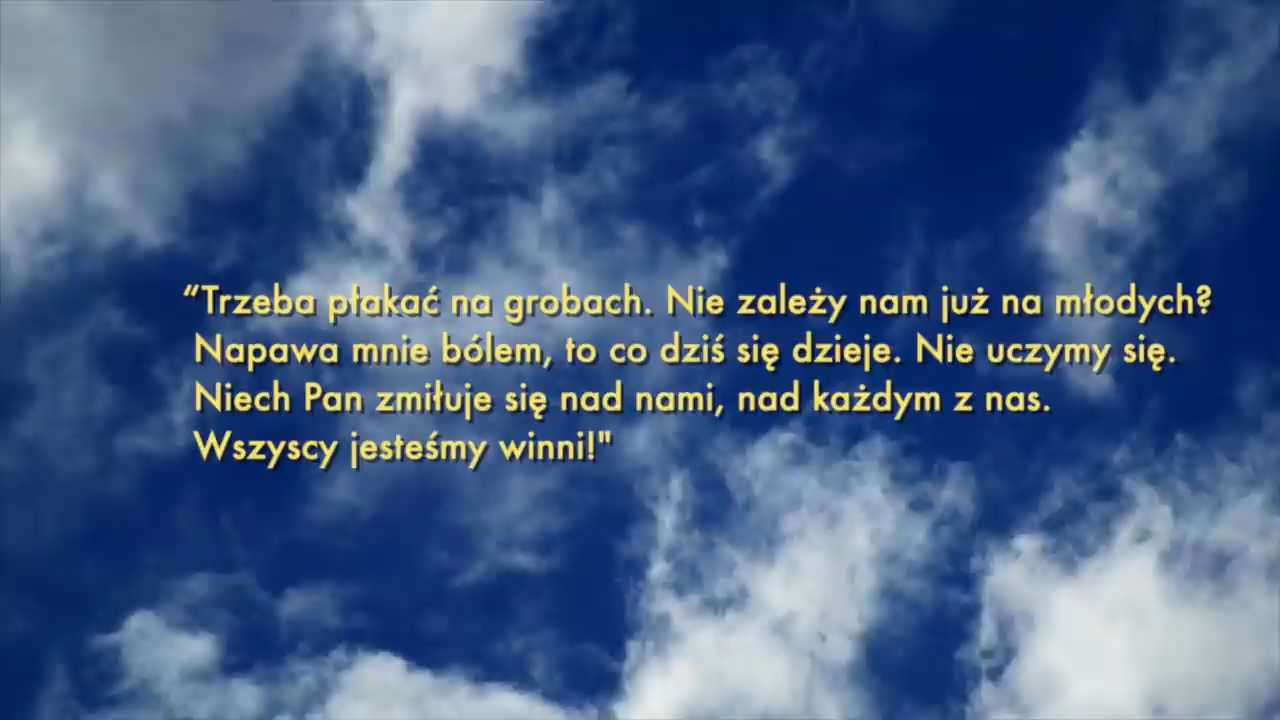 “Trzeba płakać na grobach. Nie zależy nam już na młodych?
Napawa mnie bólem, to co dziś się dzieje. Nie uczymy się.
Niech Pan zmiłuje się nad nami, nad każdym z nas.
Wszyscy jesteśmy winni!"